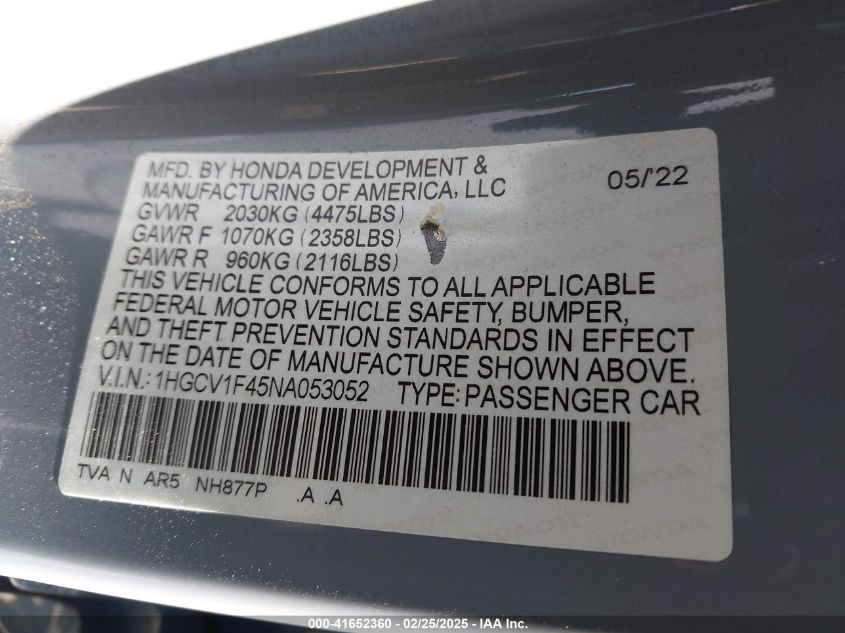 MFD. BY HONDA DEVELOPMENT &
MANUFACTURING OF AMERICA, LLC 05/'22
GVWR 2030KG (4475LBS)
GAWR F 1070KG (2358LBS)
GAWR R 960KG (2116LBS)
THIS VEHICLE CONFORMS TO ALL APPLICABLE
FEDERAL MOTOR VEHICLE SAFETY, BUMPER,
AND THEFT PREVENTION STANDARDS IN EFFECT
ON THE DATE OF MANUFACTURE SHOWN ABOVE.
V.I.N.: 1HGCV1F45NA053052 TYPE: PASSENGER CAR
TVA N AR5 NH877P .A .A
000-41652360 - 02/25/2025 - IAA Inc.